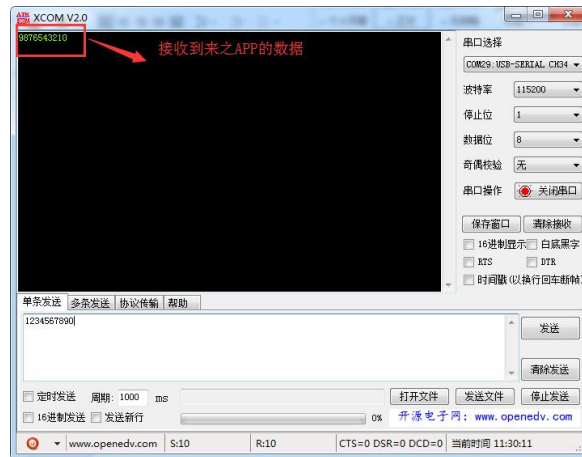 ATK XCOM V2.0
9876543210
接收到来之APP的数据
串口选择
COM29:USB-SERIAL CH34
波特率 115200
停止位 1
数据位 8
奇偶校验 无
串口操作 关闭串口
保存窗口 清除接收
16进制显示 白底黑字
RTS DTR
时间戳(以换行回车断帧)
单条发送 多条发送 协议传输 帮助
1234567890
发送
清除发送
定时发送 周期: 1000 ms 打开文件 发送文件 停止发送
16进制发送 发送新行 0% 开源电子网: www.openedv.com
www.openedv.com S:10 R:10 CTS=0 DSR=0 DCD=0 当前时间 11:30:11